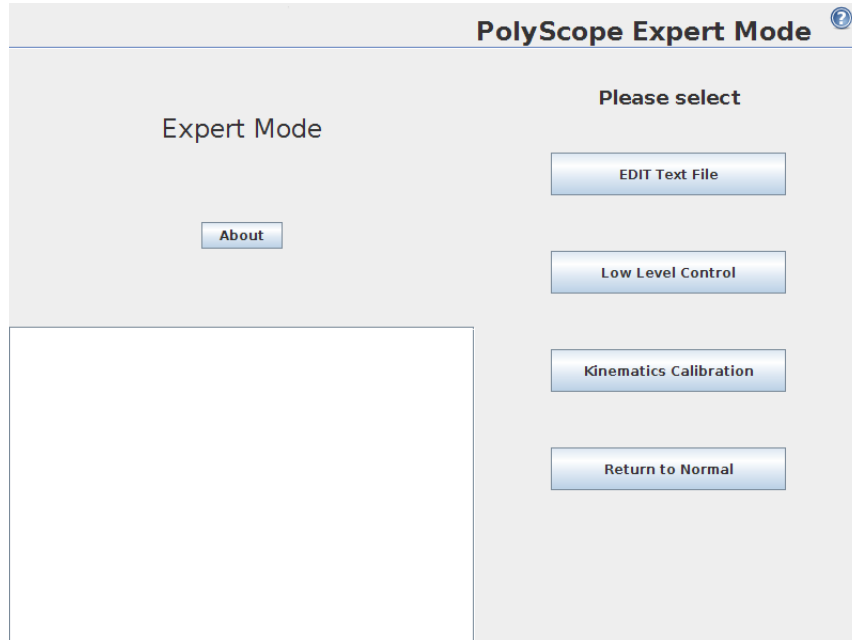 PolyScope Expert Mode
?
Expert Mode
About
Please select
EDIT Text File
Low Level Control
Kinematics Calibration
Return to Normal